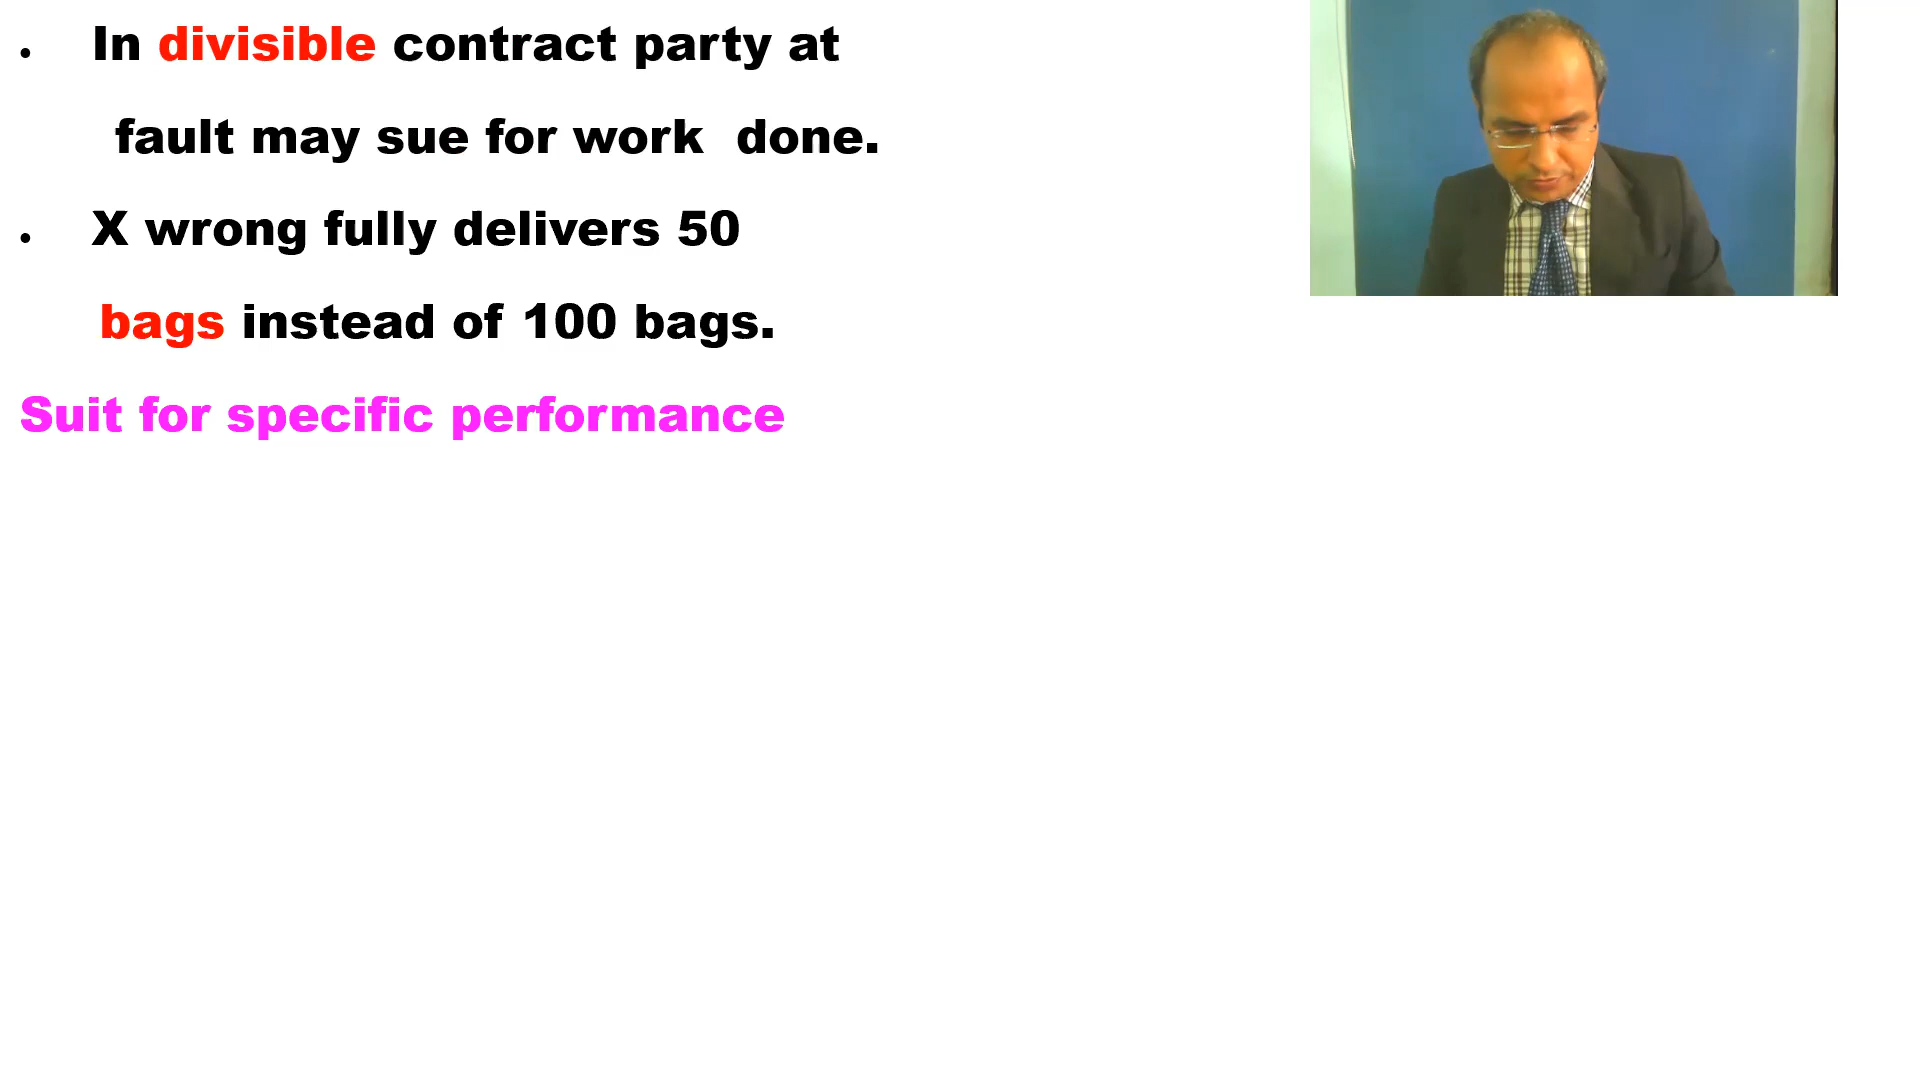 • In divisible contract party at
fault may sue for work done.
• X wrong fully delivers 50
bags instead of 100 bags.
Suit for specific performance